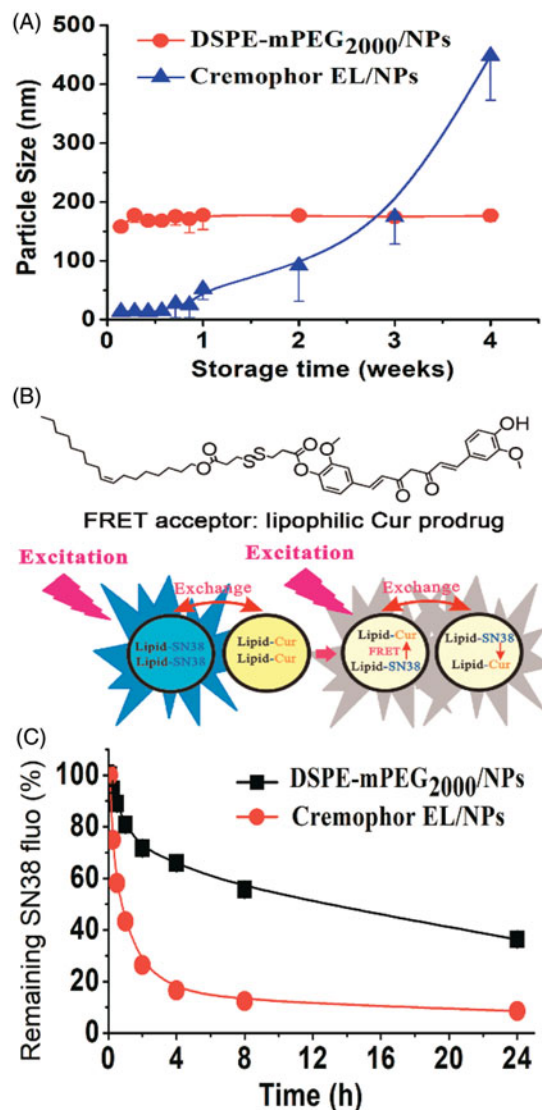 (A)
500
400
300
200
100
0
Particle Size (nm)
DSPE-mPEG2000/NPs
Cremophor EL/NPs
0 1 2 3 4
Storage time (weeks)
(B)
O
O
S
S
O
O
O
O
O
OH
O
FRET acceptor: lipophilic Cur prodrug
Excitation
Excitation
Exchange
Exchange
Lipid-SN38
Lipid-SN38
Lipid-Cur
Lipid-Cur
Lipid-Cur
FRET
Lipid-SN38
Lipid-SN38
Lipid-Cur
(C)
100
80
60
40
20
0
Remaining SN38 fluo (%)
DSPE-mPEG2000/NPs
Cremophor EL/NPs
0 4 8 12 16 20 24
Time (h)